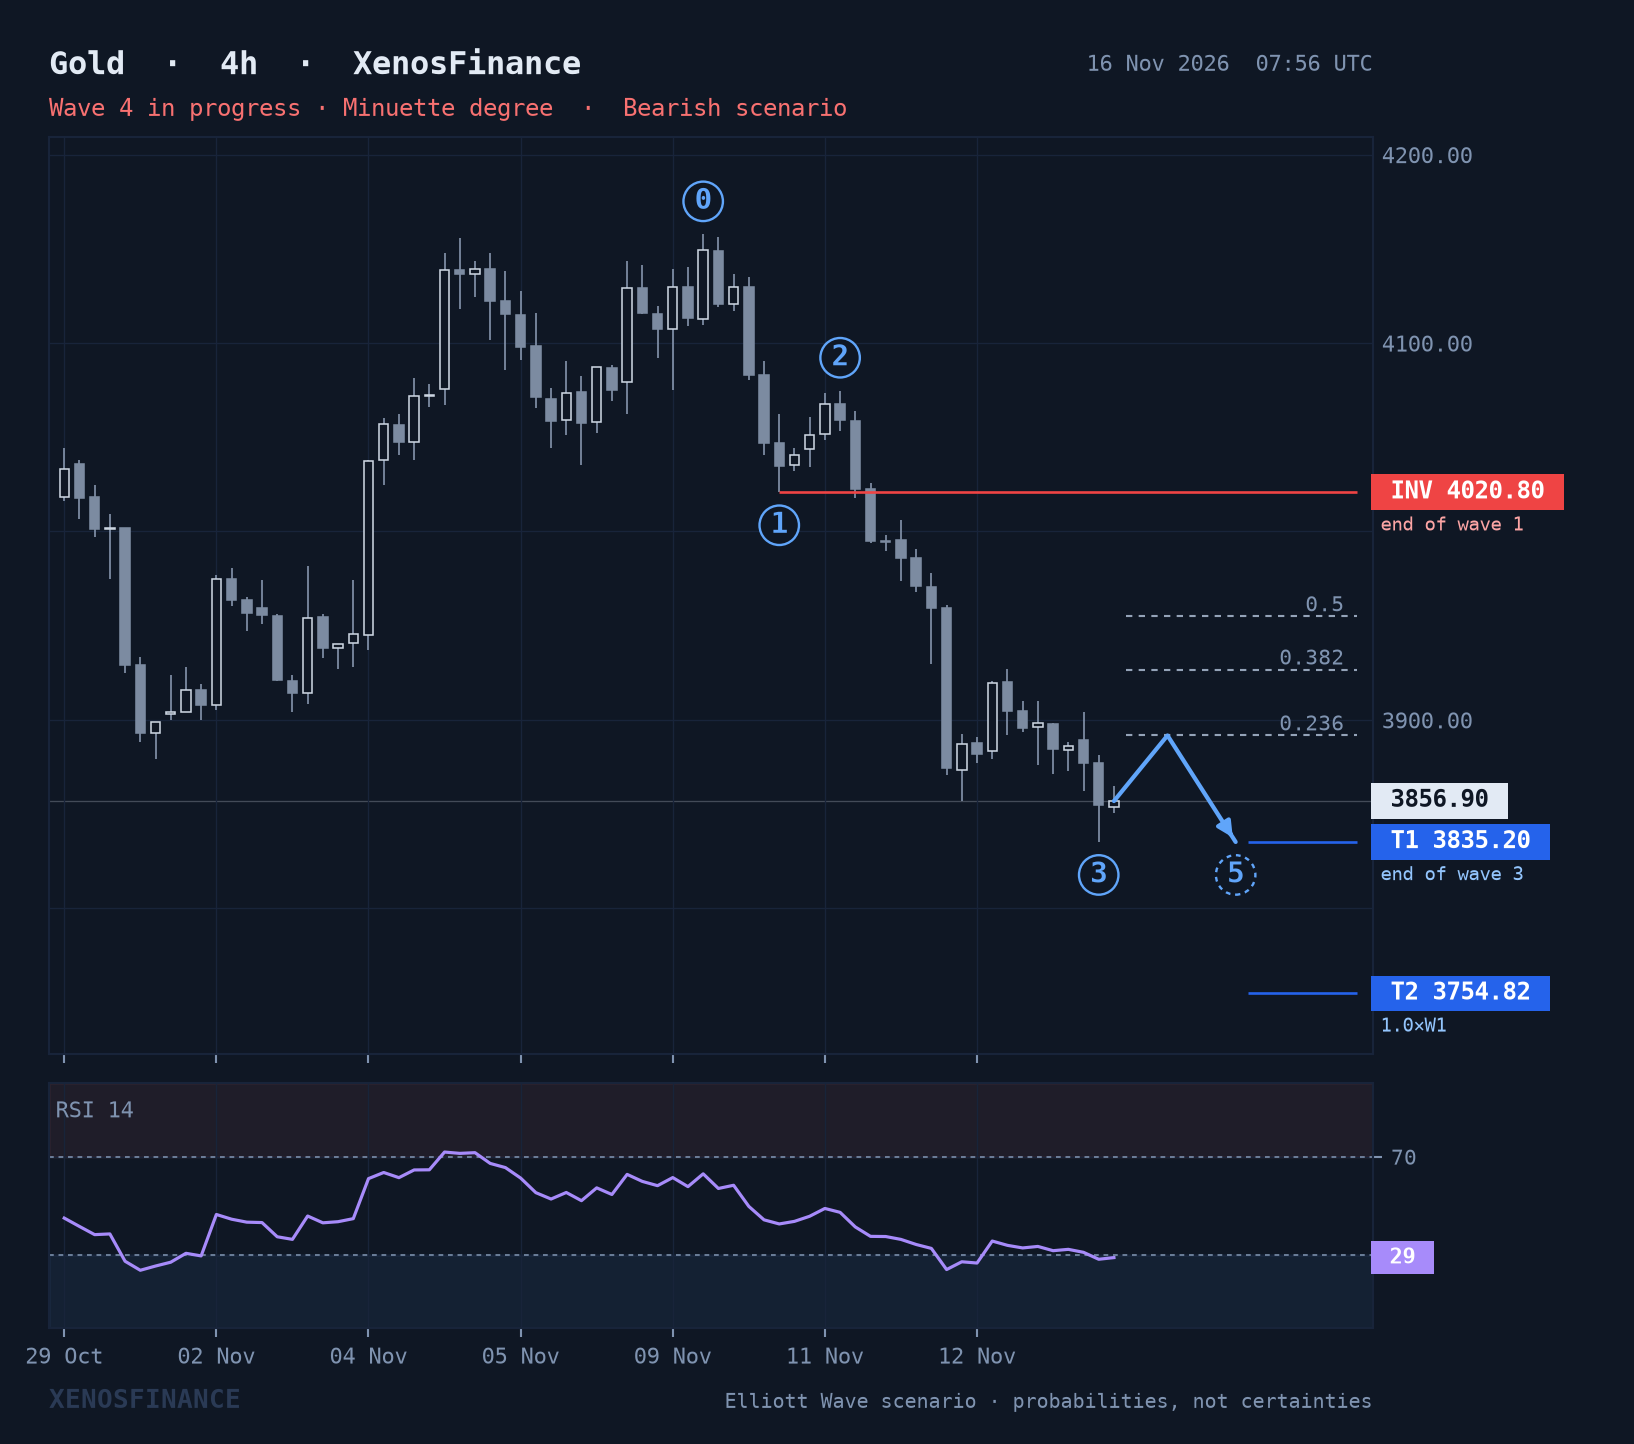 Gold · 4h · XenosFinance
16 Nov 2026 07:56 UTC
Wave 4 in progress · Minuette degree · Bearish scenario
4200.00
0
4100.00
2
INV 4020.80
end of wave 1
1
0.5
0.382
0.236
3900.00
3856.90
T1 3835.20
end of wave 3
3
5
T2 3754.82
1.0×W1
RSI 14
70
29
29 Oct
02 Nov
04 Nov
05 Nov
09 Nov
11 Nov
12 Nov
XENOSFINANCE
Elliott Wave scenario · probabilities, not certainties